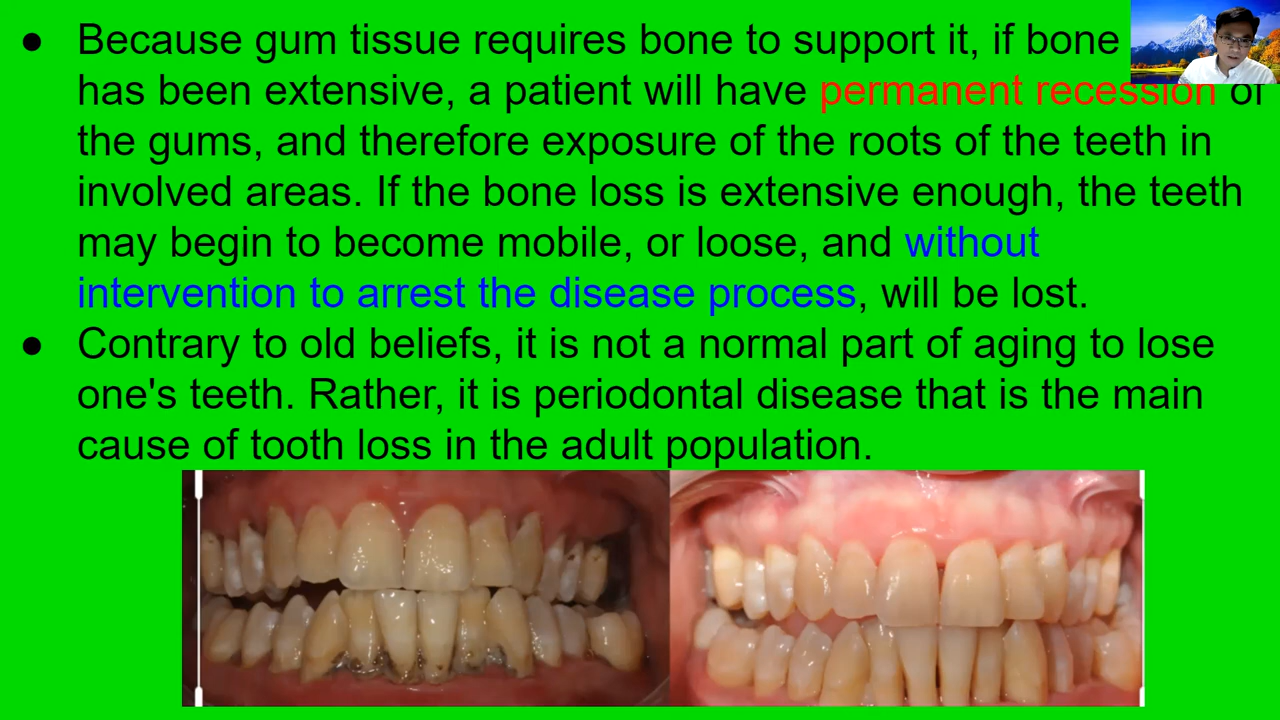 ● Because gum tissue requires bone to support it, if bone
has been extensive, a patient will have permanent recession of
the gums, and therefore exposure of the roots of the teeth in
involved areas. If the bone loss is extensive enough, the teeth
may begin to become mobile, or loose, and without
intervention to arrest the disease process, will be lost.
● Contrary to old beliefs, it is not a normal part of aging to lose
one's teeth. Rather, it is periodontal disease that is the main
cause of tooth loss in the adult population.